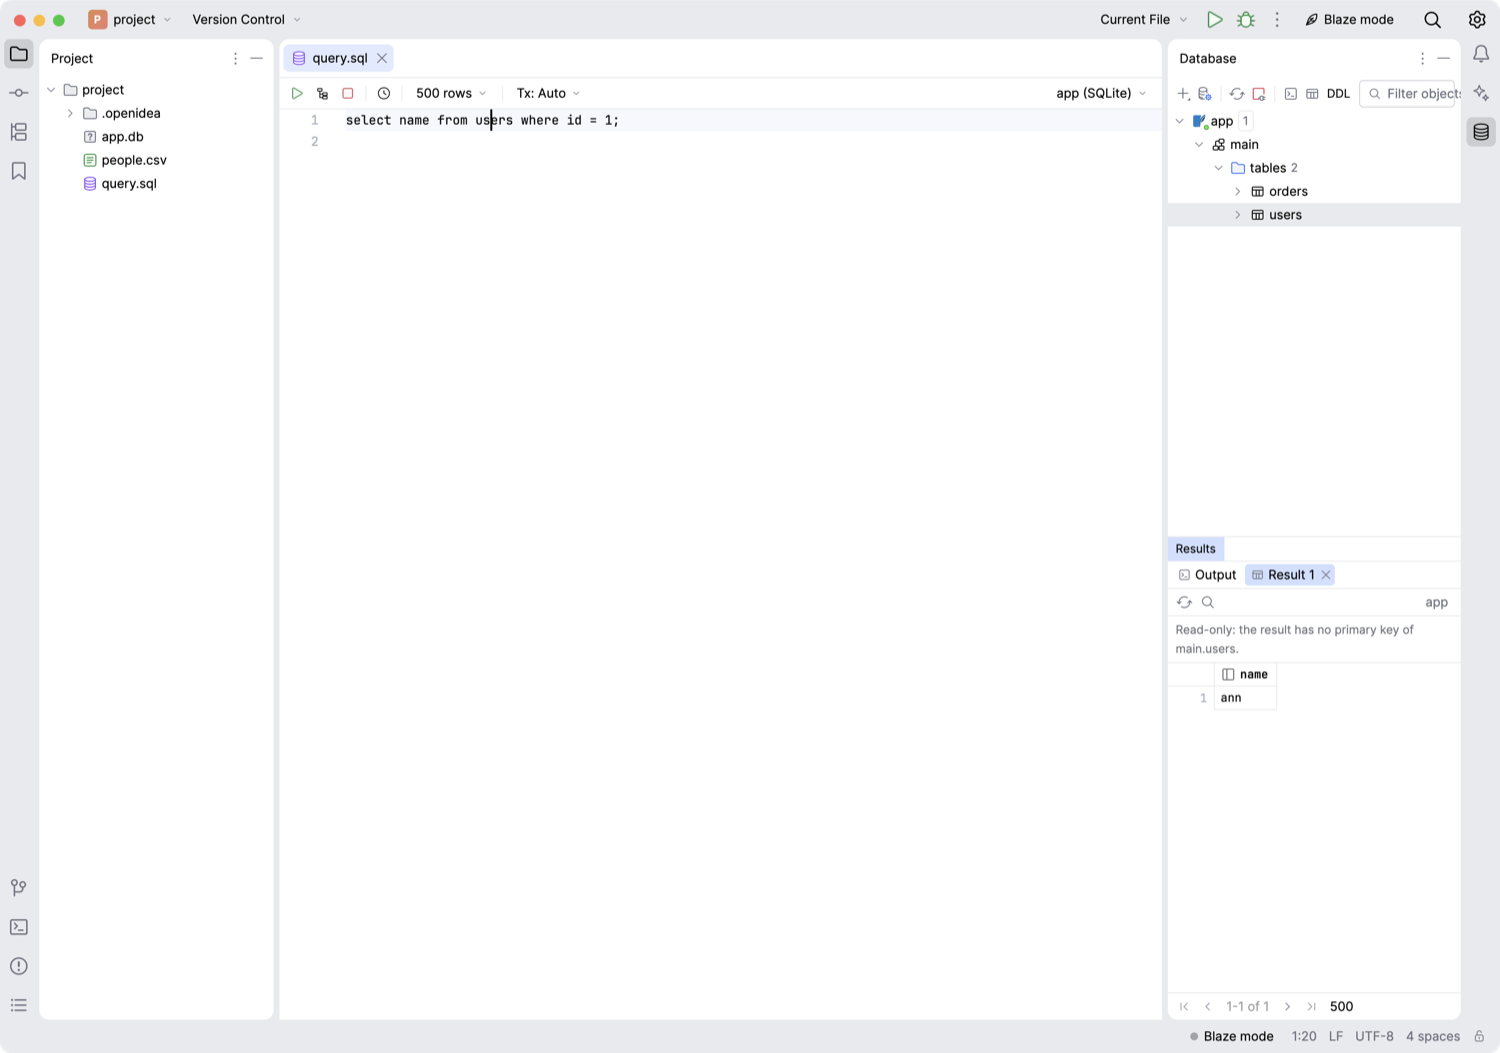 P project Version Control Current File Blaze mode
Project
project
.openidea
app.db
people.csv
query.sql
query.sql
500 rows Tx: Auto app (SQLite)
1 select name from users where id = 1;
2
Database
DDL Filter objects
app 1
main
tables 2
orders
users
Results
Output Result 1
app
Read-only: the result has no primary key of
main.users.
name
1 ann
1-1 of 1 500
Blaze mode 1:20 LF UTF-8 4 spaces